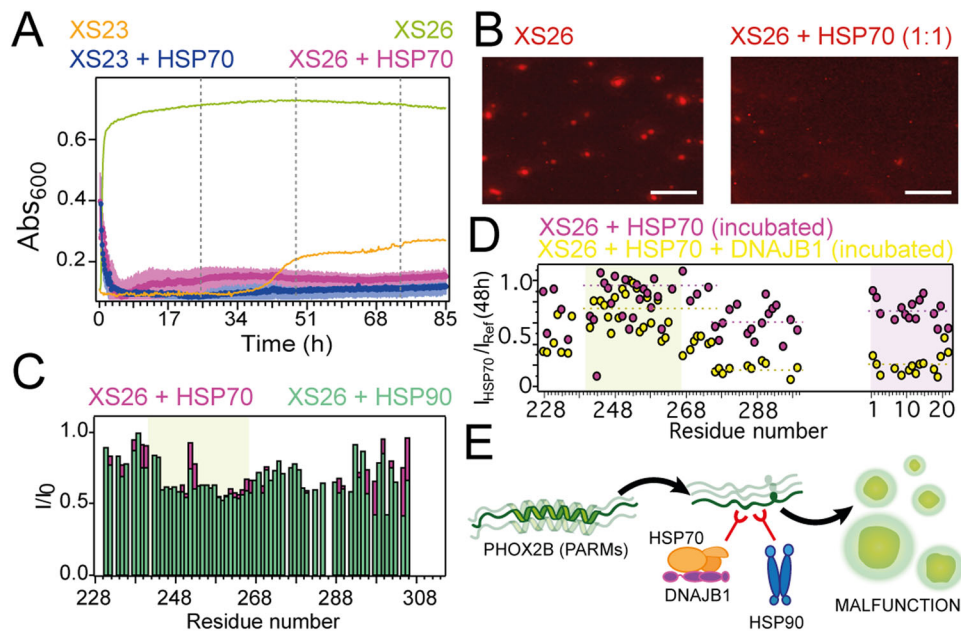 A
XS23
XS26
XS23 + HSP70
XS26 + HSP70
Abs600
0.6
0.4
0.2
0
17
34
51
68
85
Time (h)
B
XS26
XS26 + HSP70 (1:1)
C
XS26 + HSP70
XS26 + HSP90
I/I0
1.0
0.5
0.0
228
248
268
288
308
Residue number
D
XS26 + HSP70 (incubated)
XS26 + HSP70 + DNAJB1 (incubated)
IHSP70/IRef (48h)
1.0
0.5
0
228
248
268
288
1
10
20
Residue number
E
PHOX2B (PARMs)
HSP70
DNAJB1
HSP90
MALFUNCTION